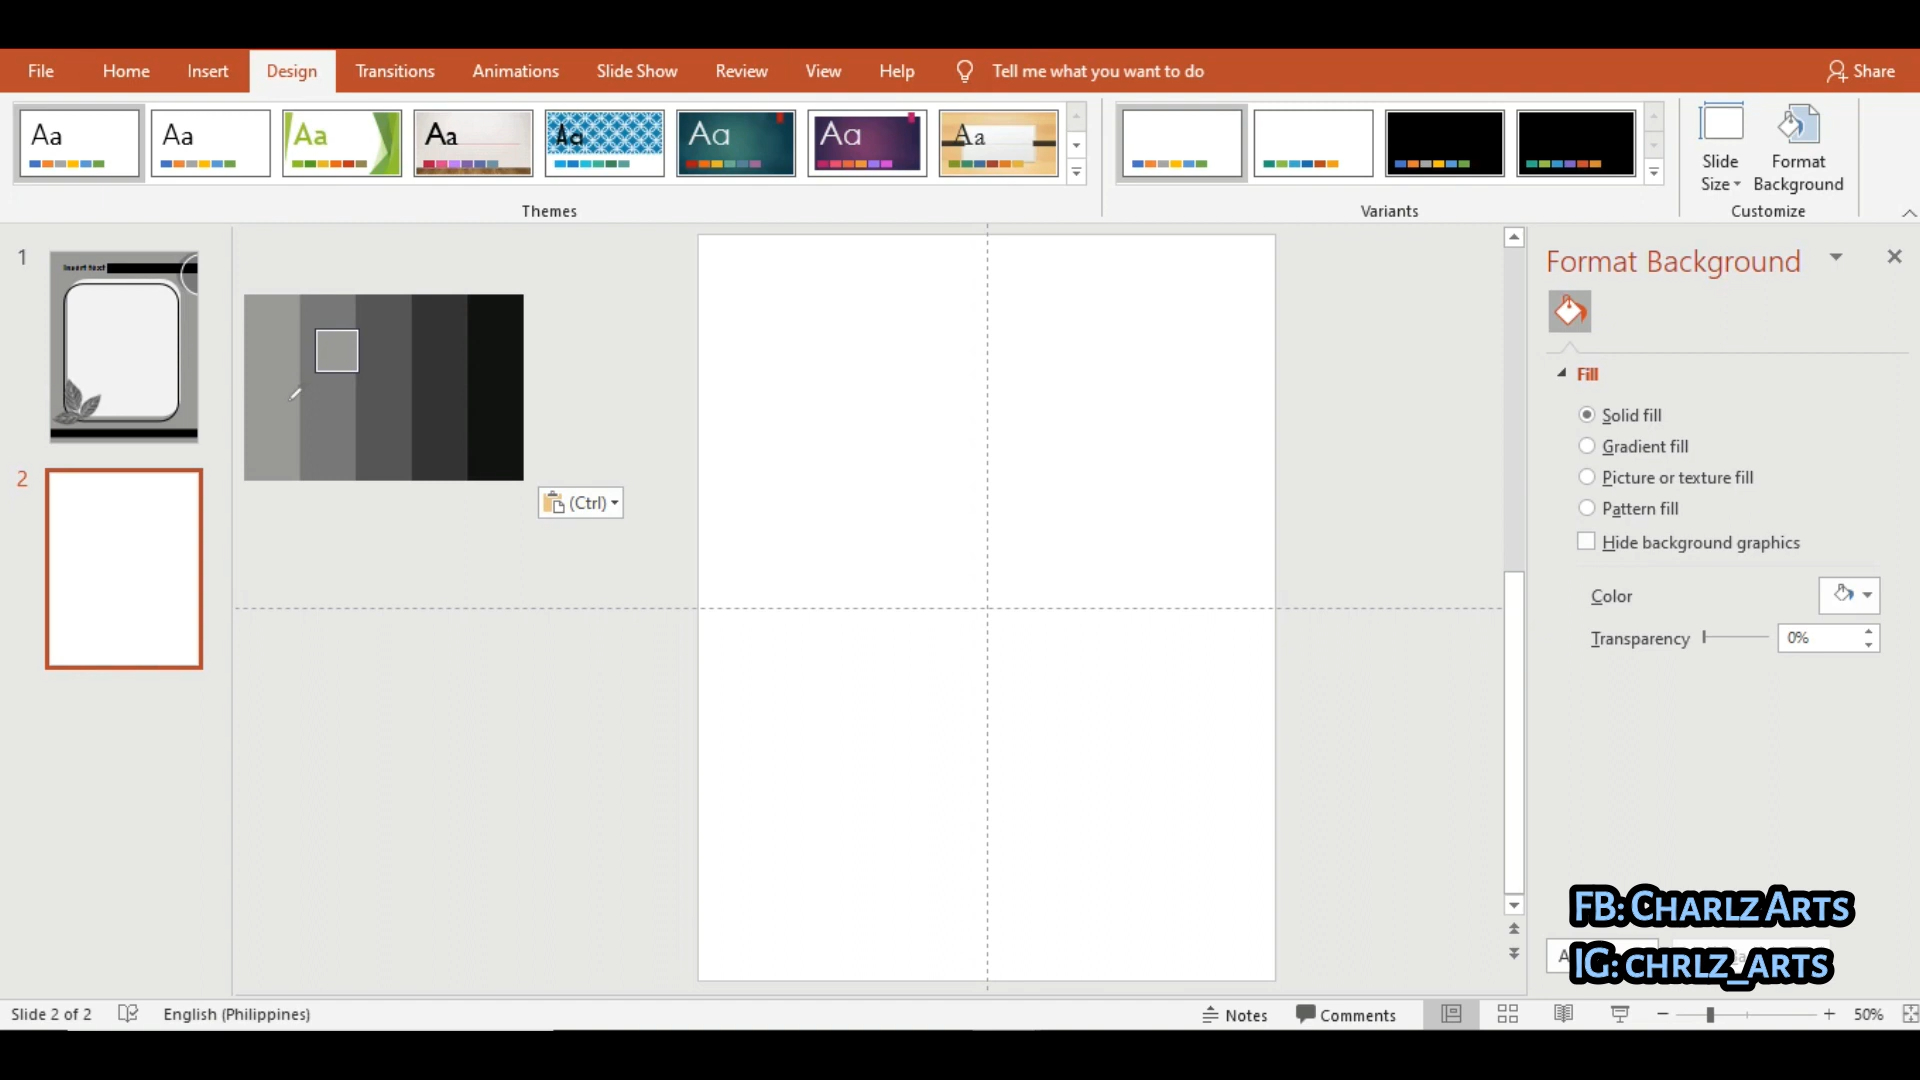 File Home Insert Design Transitions Animations Slide Show Review View Help Tell me what you want to do Share
Aa Aa Aa Aa Aa Aa Aa Aa
Slide Size
Format Background
Themes Variants Customize
1
Insert text
2
(Ctrl)
Format Background
Fill
Solid fill
Gradient fill
Picture or texture fill
Pattern fill
Hide background graphics
Color
Transparency 0%
FB: Charlz Arts
IG: chrlz_arts
Slide 2 of 2 English (Philippines) Notes Comments 50%